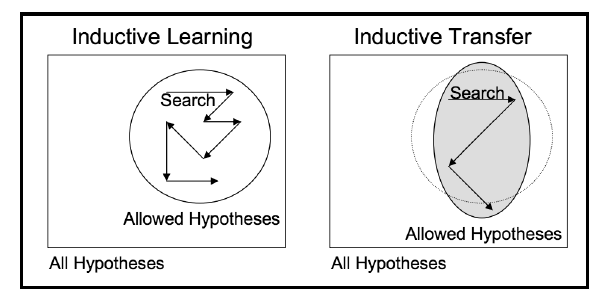 Inductive Learning
Search
Allowed Hypotheses
All Hypotheses
Inductive Transfer
Search
Allowed Hypotheses
All Hypotheses